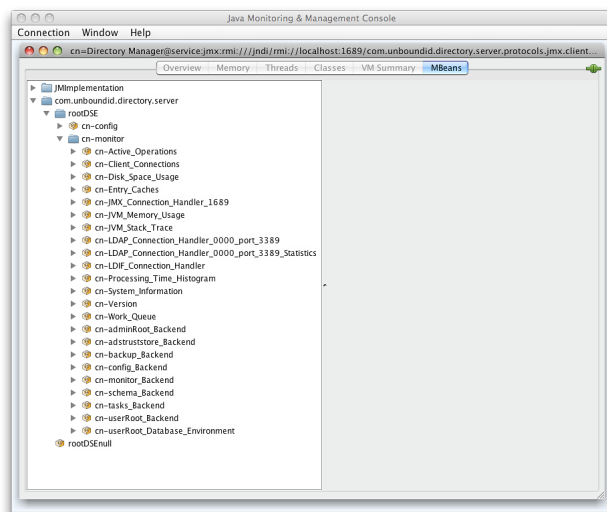 Java Monitoring & Management Console
Connection Window Help
cn=Directory Manager@service:jmx:rmi:///jndi/rmi://localhost:1689/com.unboundid.directory.server.protocols.jmx.client...
Overview Memory Threads Classes VM Summary MBeans
JMImplementation
com.unboundid.directory.server
rootDSE
cn-config
cn-monitor
cn-Active_Operations
cn-Client_Connections
cn-Disk_Space_Usage
cn-Entry_Caches
cn-JMX_Connection_Handler_1689
cn-JVM_Memory_Usage
cn-JVM_Stack_Trace
cn-LDAP_Connection_Handler_0000_port_3389
cn-LDAP_Connection_Handler_0000_port_3389_Statistics
cn-LDIF_Connection_Handler
cn-Processing_Time_Histogram
cn-System_Information
cn-Version
cn-Work_Queue
cn-adminRoot_Backend
cn-adstruststore_Backend
cn-backup_Backend
cn-config_Backend
cn-monitor_Backend
cn-schema_Backend
cn-tasks_Backend
cn-userRoot_Backend
cn-userRoot_Database_Environment
rootDSEnull